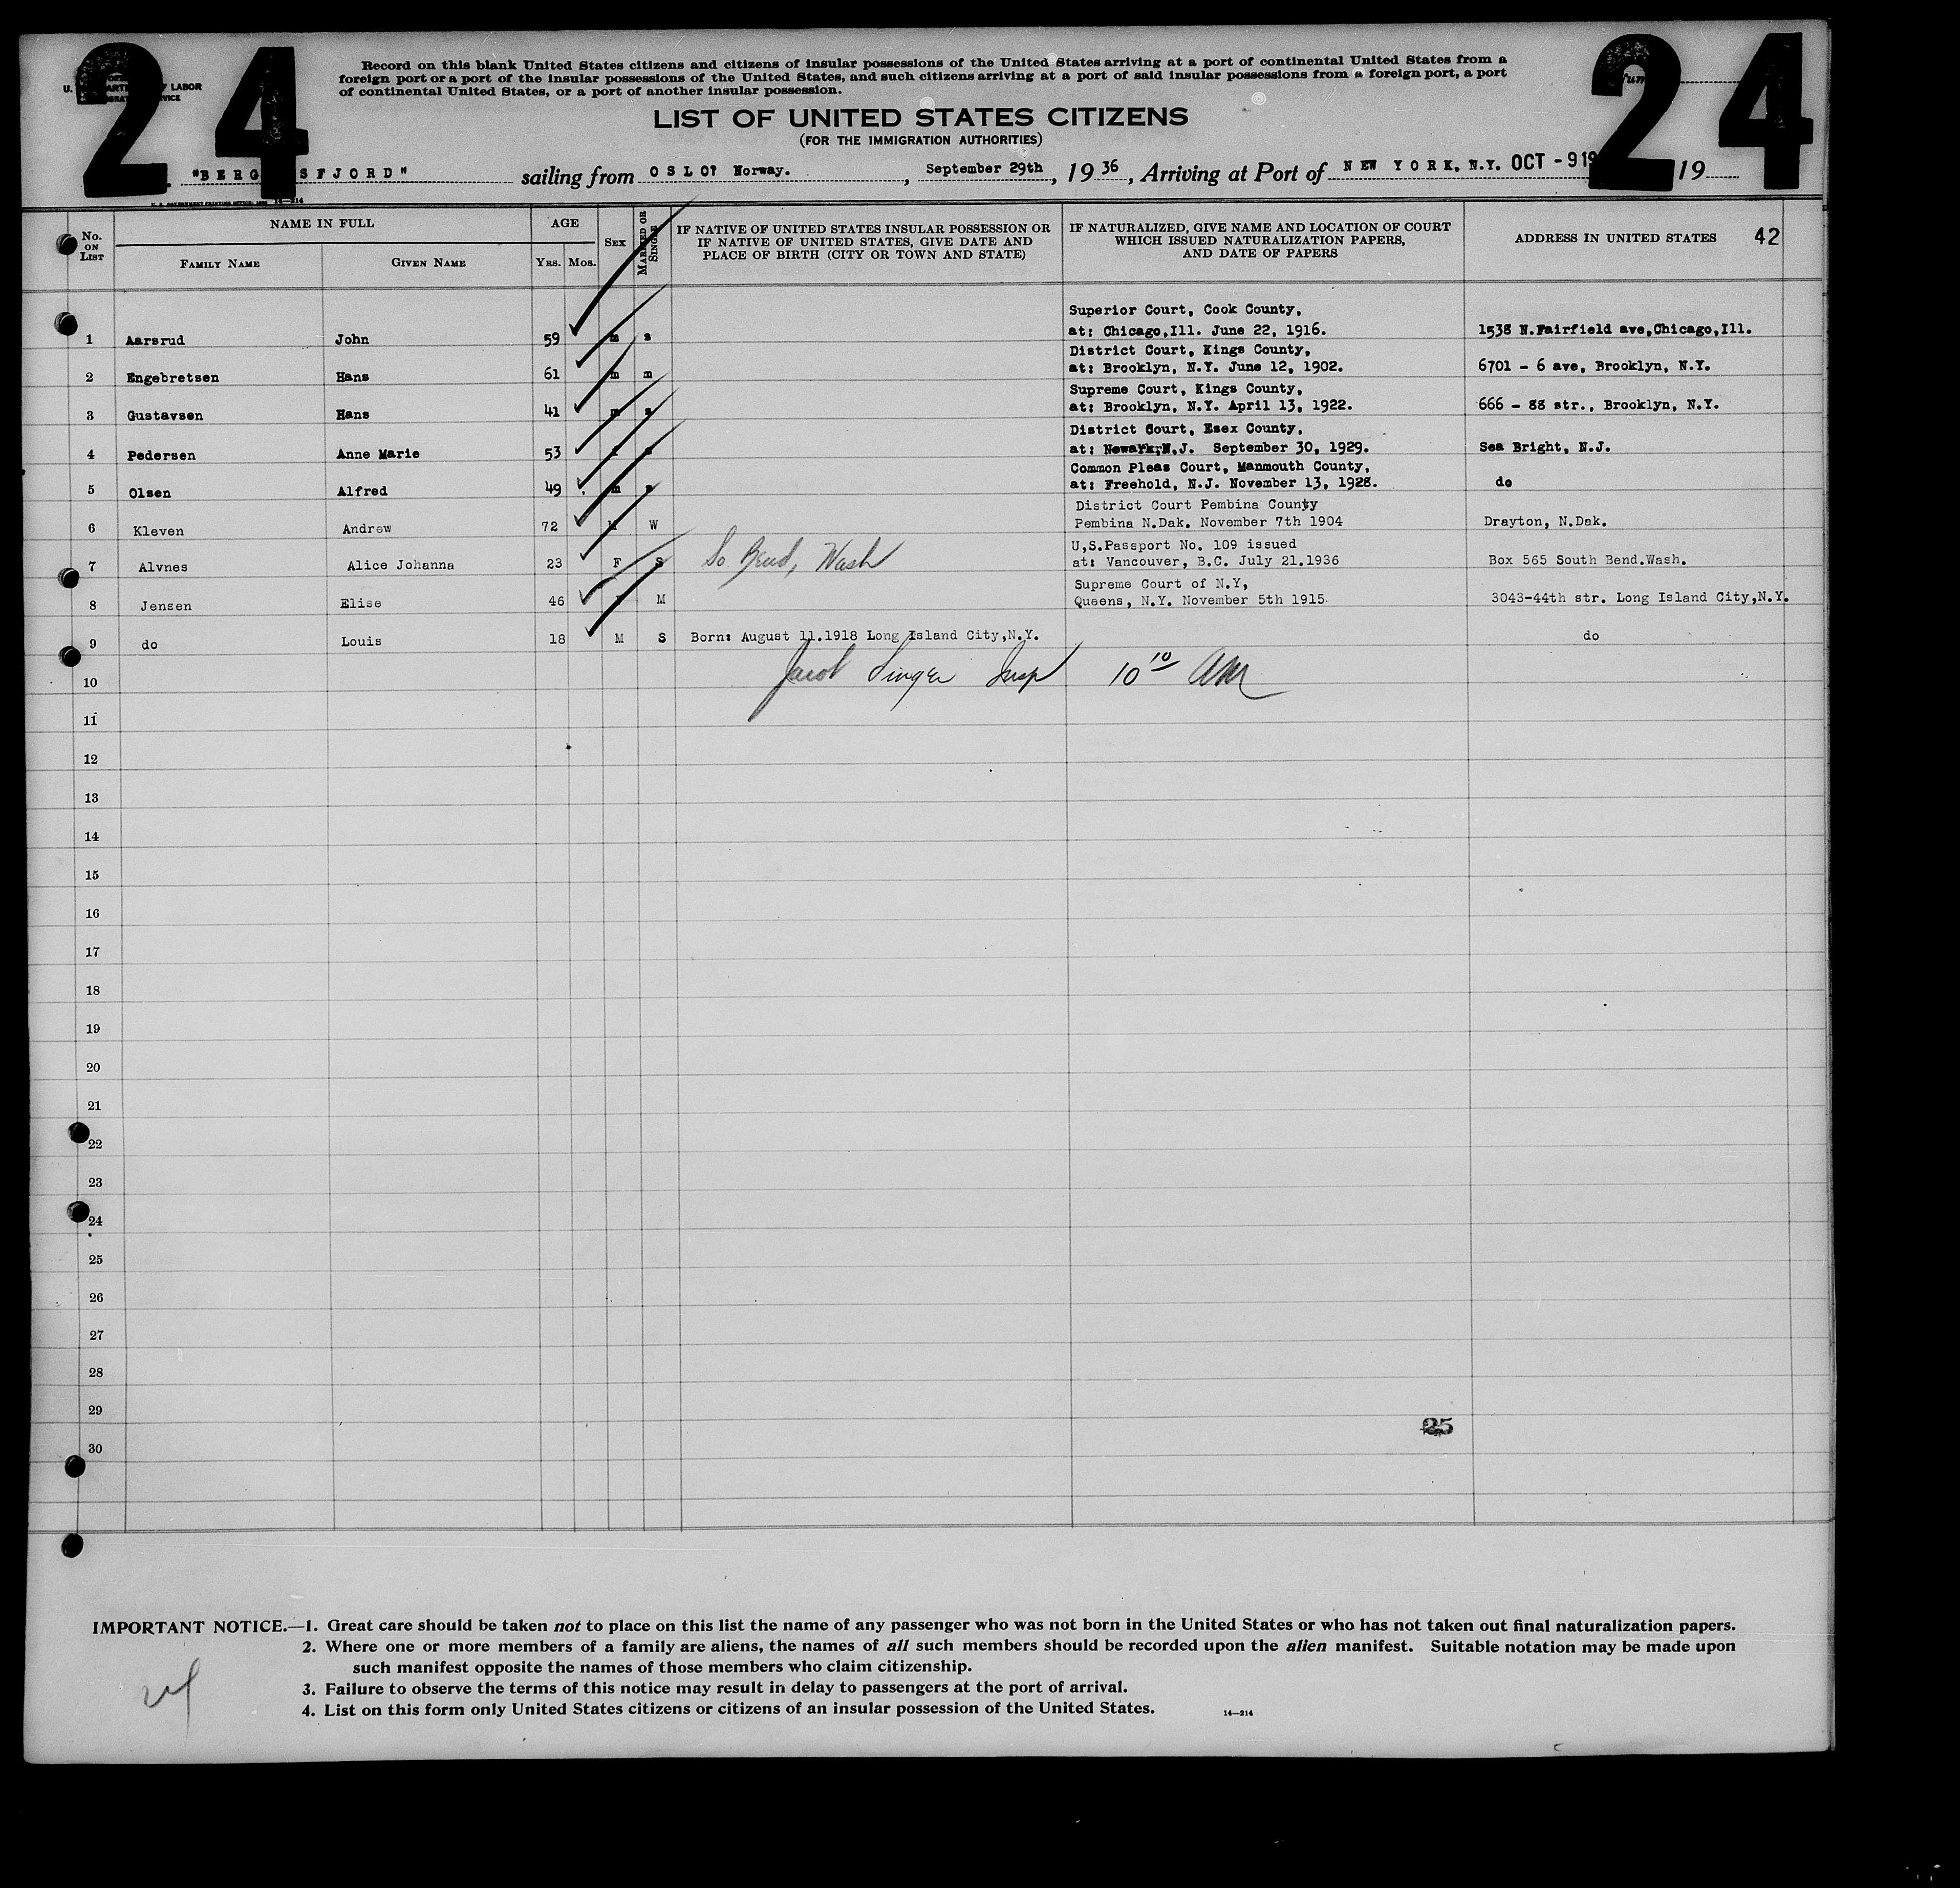 24
24
LABOR
Record on this blank United States citizens and citizens of insular possessions of the United States arriving at a port of continental United States from a
foreign port or a port of the insular possessions of the United States, and such citizens arriving at a port of said insular possessions from a foreign port, a port
of continental United States, or a port of another insular possession.
LIST OF UNITED STATES CITIZENS
(FOR THE IMMIGRATION AUTHORITIES)
"BERG SFJORD" sailing from OSLO? Norway., September 29th, 1936, Arriving at Port of NEW YORK, N.Y. OCT - 9 19 19
14-214
No. ON LIST NAME IN FULL AGE SEX MARRIED OR SINGLE IF NATIVE OF UNITED STATES INSULAR POSSESSION OR IF NATIVE OF UNITED STATES, GIVE DATE AND PLACE OF BIRTH (CITY OR TOWN AND STATE) IF NATURALIZED, GIVE NAME AND LOCATION OF COURT WHICH ISSUED NATURALIZATION PAPERS, AND DATE OF PAPERS ADDRESS IN UNITED STATES 42
FAMILY NAME GIVEN NAME YRS. MOS.
Superior Court, Cook County,
1 Aarsrud John 59 m s at: Chicago,Ill. June 22, 1916. 1538 N.Fairfield ave,Chicago,Ill.
District Court, Kings County,
2 Engebretsen Hans 61 m m at: Brooklyn, N.Y. June 12, 1902. 6701 - 6 ave, Brooklyn, N.Y.
Supreme Court, Kings County,
3 Gustavsen Hans 41 m s at: Brooklyn, N.Y. April 13, 1922. 666 - 88 str., Brooklyn, N.Y.
District Court, Esex County,
4 Pedersen Anne Marie 53 at: Newark,N.J. September 30, 1929. Sea Bright, N.J.
Common Pleas Court, Manmouth County,
5 Olsen Alfred 49 m s at: Freehold, N.J. November 13, 1928. do
District Court Pembina County
6 Kleven Andrew 72 M W Pembina N.Dak. November 7th 1904 Drayton, N.Dak.
U,S.Passport No. 109 issued
7 Alvnes Alice Johanna 23 F S So. Bend, Wash at: Vancouver, B.C. July 21.1936 Box 565 South Bend.Wash.
Supreme Court of N.Y,
8 Jensen Elise 46 M Queens, N.Y. November 5th 1915. 3043-44th str. Long Island City,N.Y.
9 do Louis 18 M S Born: August 11.1918 Long Island City,N.Y. do
10 Jacob Singer Insp 10 10 AM
11
12
13
14
15
16
17
18
19
20
21
22
23
24
25
26
27
28
29
25
30
IMPORTANT NOTICE.—1. Great care should be taken not to place on this list the name of any passenger who was not born in the United States or who has not taken out final naturalization papers.
2. Where one or more members of a family are aliens, the names of all such members should be recorded upon the alien manifest. Suitable notation may be made upon
such manifest opposite the names of those members who claim citizenship.
3. Failure to observe the terms of this notice may result in delay to passengers at the port of arrival.
4. List on this form only United States citizens or citizens of an insular possession of the United States. 14—214
24